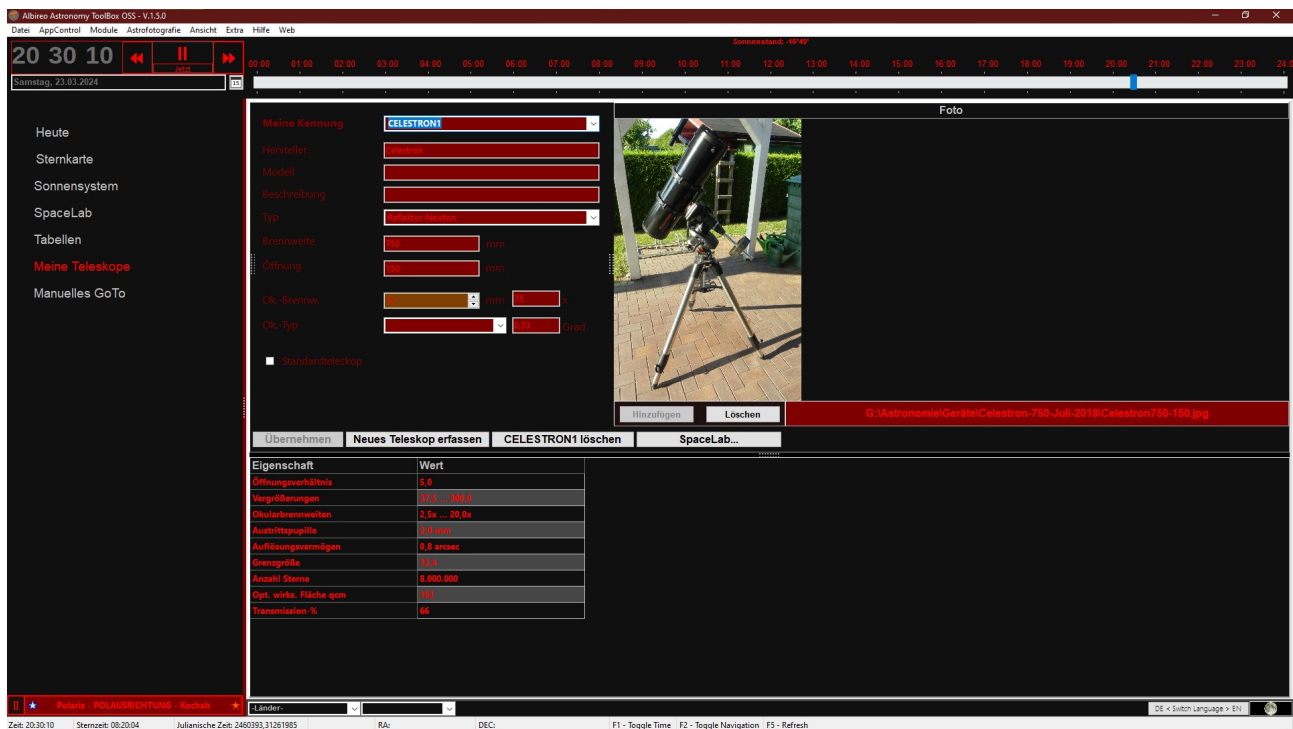 Albireo Astronomy ToolBox OSS - V.1.5.0
Datei AppControl Module Astrofotografie Ansicht Extra Hilfe Web
20 30 10
Jetzt
Sonnenstand: -16°49'
00:00 01:00 02:00 03:00 04:00 05:00 06:00 07:00 08:00 09:00 10:00 11:00 12:00 13:00 14:00 15:00 16:00 17:00 18:00 19:00 20:00 21:00 22:00 23:00 24:0
Samstag, 23.03.2024 15
Heute
Sternkarte
Sonnensystem
SpaceLab
Tabellen
Meine Teleskope
Manuelles GoTo
Meine Kennung CELESTRON1
Hersteller Celestron
Modell
Beschreibung
Typ Reflektor-Newton
Brennweite 750 mm
Öffnung 150 mm
Ok.-Brennw. mm 75 x
Ok.-Typ 0,53 Grad
Standardteleskop
Foto
Hinzufügen Löschen G:\Astronomie\Geräte\Celestron-750-Juli-2018\Celestron750-150.jpg
Übernehmen Neues Teleskop erfassen CELESTRON1 löschen SpaceLab...
Eigenschaft Wert
Öffnungsverhältnis 5,0
Vergrößerungen 37,5 ... 300,0
Okularbrennweiten 2,5x ... 20,0x
Austrittspupille 2,0 mm
Auflösungsvermögen 0,8 arcsec
Grenzgröße 13,4
Anzahl Sterne 8.000.000
Opt. wirks. Fläche qcm
Transmission-% 66
Polaris - POLAUSRICHTUNG - Kochab
-Länder-
DE < Switch Language > EN
Zeit: 20:30:10 Sternzeit: 08:20:04 Julianische Zeit: 2460393,31261985 RA: DEC: F1 - Toggle Time F2 - Toggle Navigation F5 - Refresh